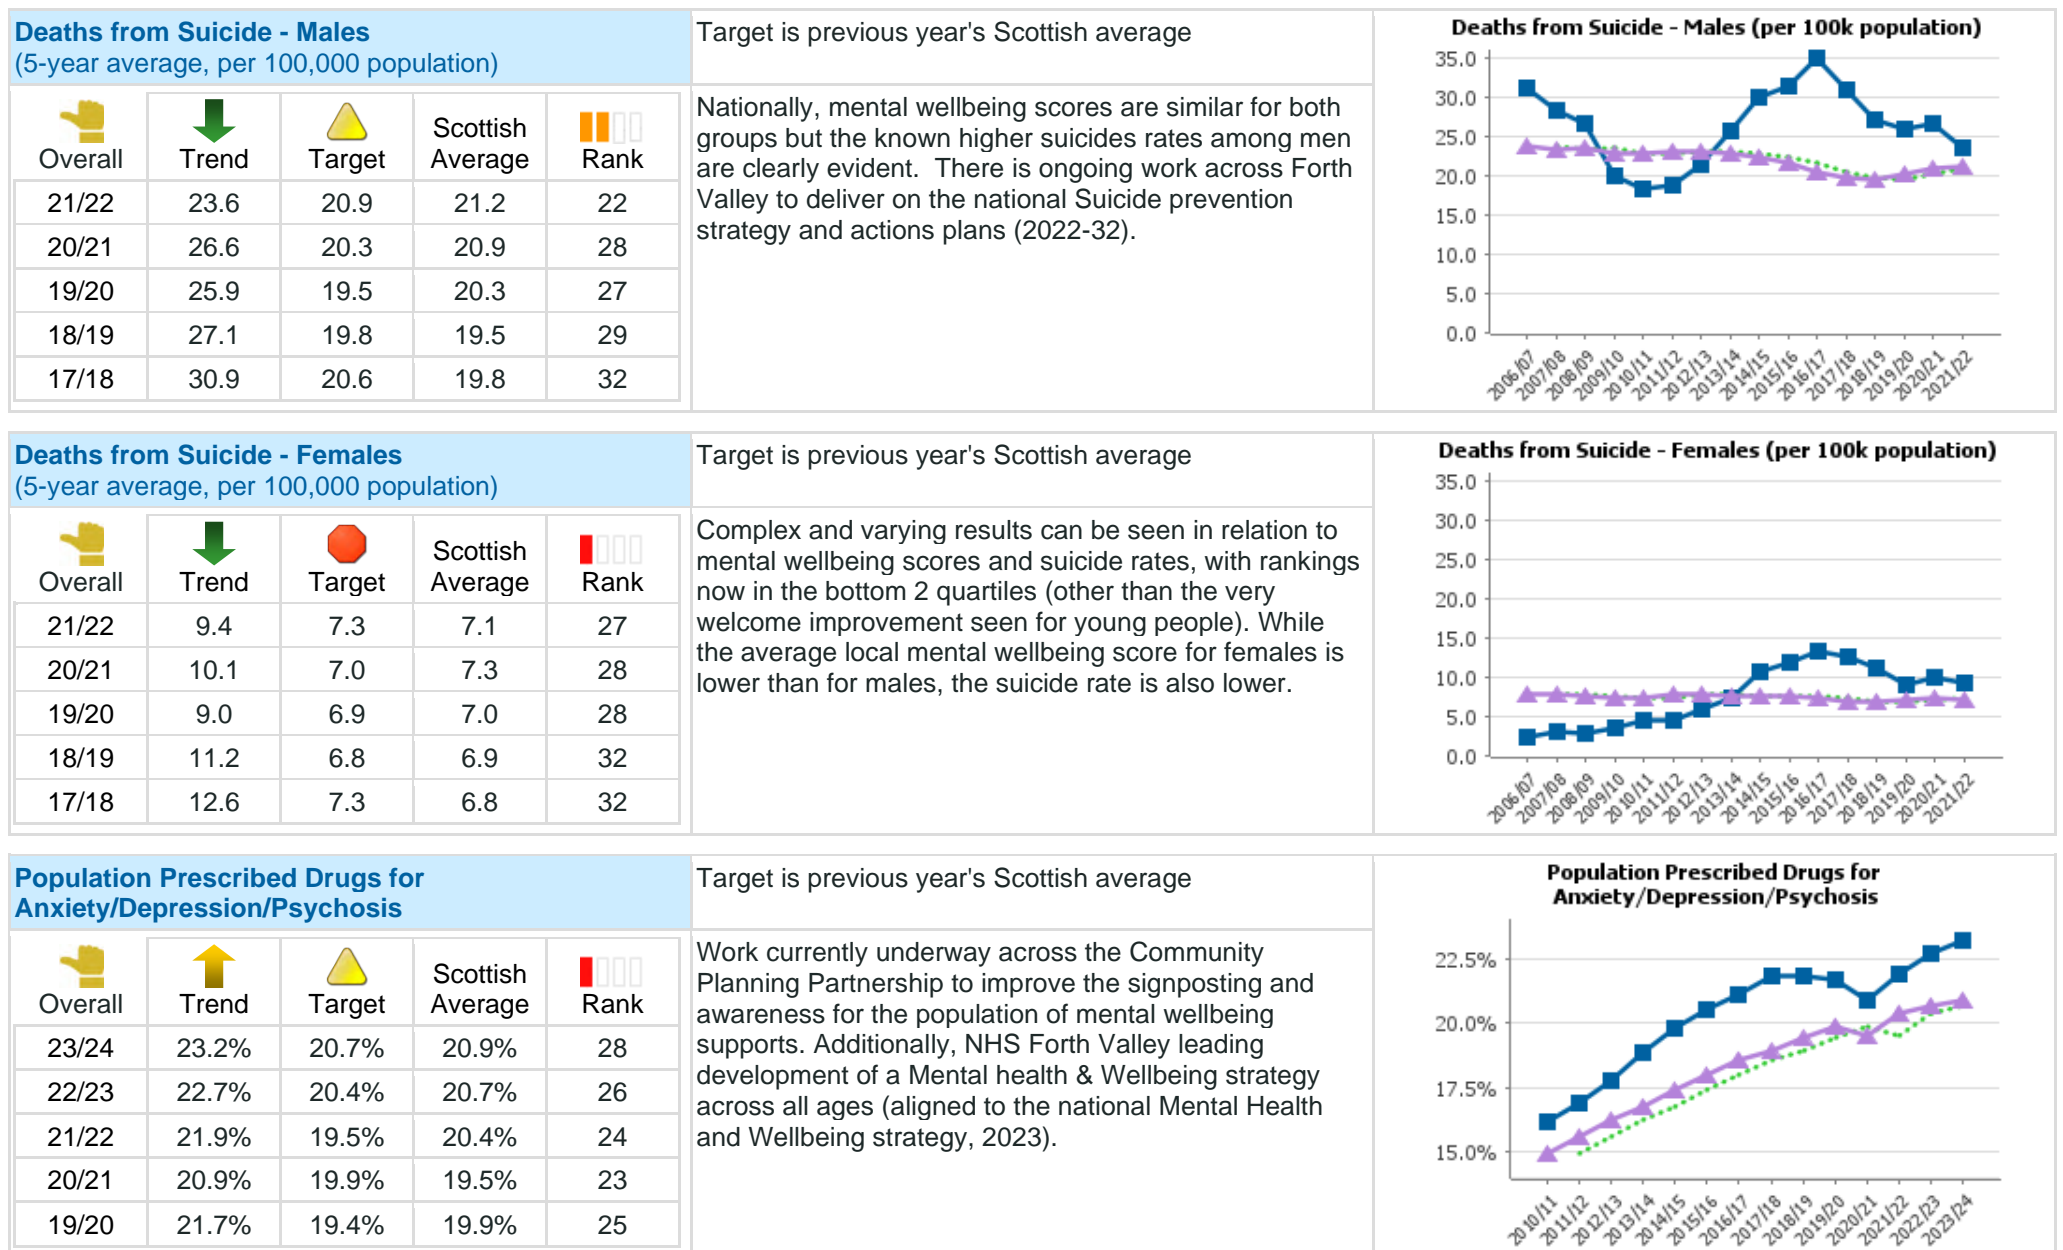 Deaths from Suicide - Males
(5-year average, per 100,000 population)
Target is previous year's Scottish average
Overall Trend Target Scottish Average Rank
21/22 23.6 20.9 21.2 22
20/21 26.6 20.3 20.9 28
19/20 25.9 19.5 20.3 27
18/19 27.1 19.8 19.5 29
17/18 30.9 20.6 19.8 32
Nationally, mental wellbeing scores are similar for both
groups but the known higher suicides rates among men
are clearly evident.  There is ongoing work across Forth
Valley to deliver on the national Suicide prevention
strategy and actions plans (2022-32).
Deaths from Suicide - Males (per 100k population)
35.0
30.0
25.0
20.0
15.0
10.0
5.0
0.0
2006/07 2007/08 2008/09 2009/10 2010/11 2011/12 2012/13 2013/14 2014/15 2015/16 2016/17 2017/18 2018/19 2019/20 2020/21 2021/22
Deaths from Suicide - Females
(5-year average, per 100,000 population)
Target is previous year's Scottish average
Overall Trend Target Scottish Average Rank
21/22 9.4 7.3 7.1 27
20/21 10.1 7.0 7.3 28
19/20 9.0 6.9 7.0 28
18/19 11.2 6.8 6.9 32
17/18 12.6 7.3 6.8 32
Complex and varying results can be seen in relation to
mental wellbeing scores and suicide rates, with rankings
now in the bottom 2 quartiles (other than the very
welcome improvement seen for young people). While
the average local mental wellbeing score for females is
lower than for males, the suicide rate is also lower.
Deaths from Suicide - Females (per 100k population)
35.0
30.0
25.0
20.0
15.0
10.0
5.0
0.0
2006/07 2007/08 2008/09 2009/10 2010/11 2011/12 2012/13 2013/14 2014/15 2015/16 2016/17 2017/18 2018/19 2019/20 2020/21 2021/22
Population Prescribed Drugs for
Anxiety/Depression/Psychosis
Target is previous year's Scottish average
Overall Trend Target Scottish Average Rank
23/24 23.2% 20.7% 20.9% 28
22/23 22.7% 20.4% 20.7% 26
21/22 21.9% 19.5% 20.4% 24
20/21 20.9% 19.9% 19.5% 23
19/20 21.7% 19.4% 19.9% 25
Work currently underway across the Community
Planning Partnership to improve the signposting and
awareness for the population of mental wellbeing
supports. Additionally, NHS Forth Valley leading
development of a Mental health & Wellbeing strategy
across all ages (aligned to the national Mental Health
and Wellbeing strategy, 2023).
Population Prescribed Drugs for
Anxiety/Depression/Psychosis
22.5%
20.0%
17.5%
15.0%
2010/11 2011/12 2012/13 2013/14 2014/15 2015/16 2016/17 2017/18 2018/19 2019/20 2020/21 2021/22 2022/23 2023/24